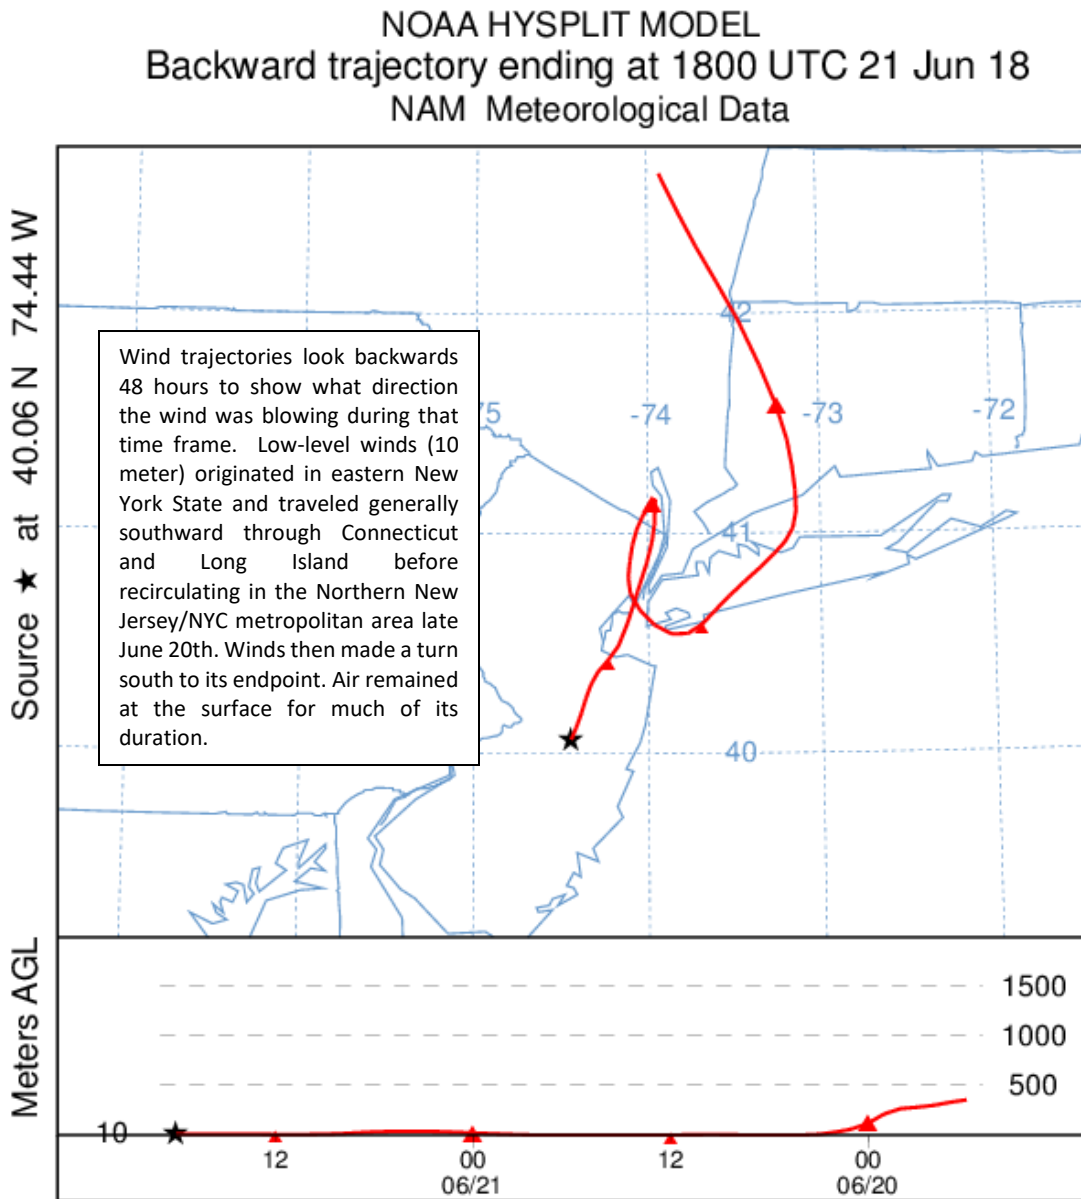 NOAA HYSPLIT MODEL
Backward trajectory ending at 1800 UTC 21 Jun 18
NAM Meteorological Data
Source ★ at 40.06 N 74.44 W
Wind trajectories look backwards
48 hours to show what direction
the wind was blowing during that
time frame. Low-level winds (10
meter) originated in eastern New
York State and traveled generally
southward through Connecticut
and Long Island before
recirculating in the Northern New
Jersey/NYC metropolitan area late
June 20th. Winds then made a turn
south to its endpoint. Air remained
at the surface for much of its
duration.
42
5
-74
-73
-72
41
40
Meters AGL
1500
1000
500
10
12
00
12
00
06/21
06/20